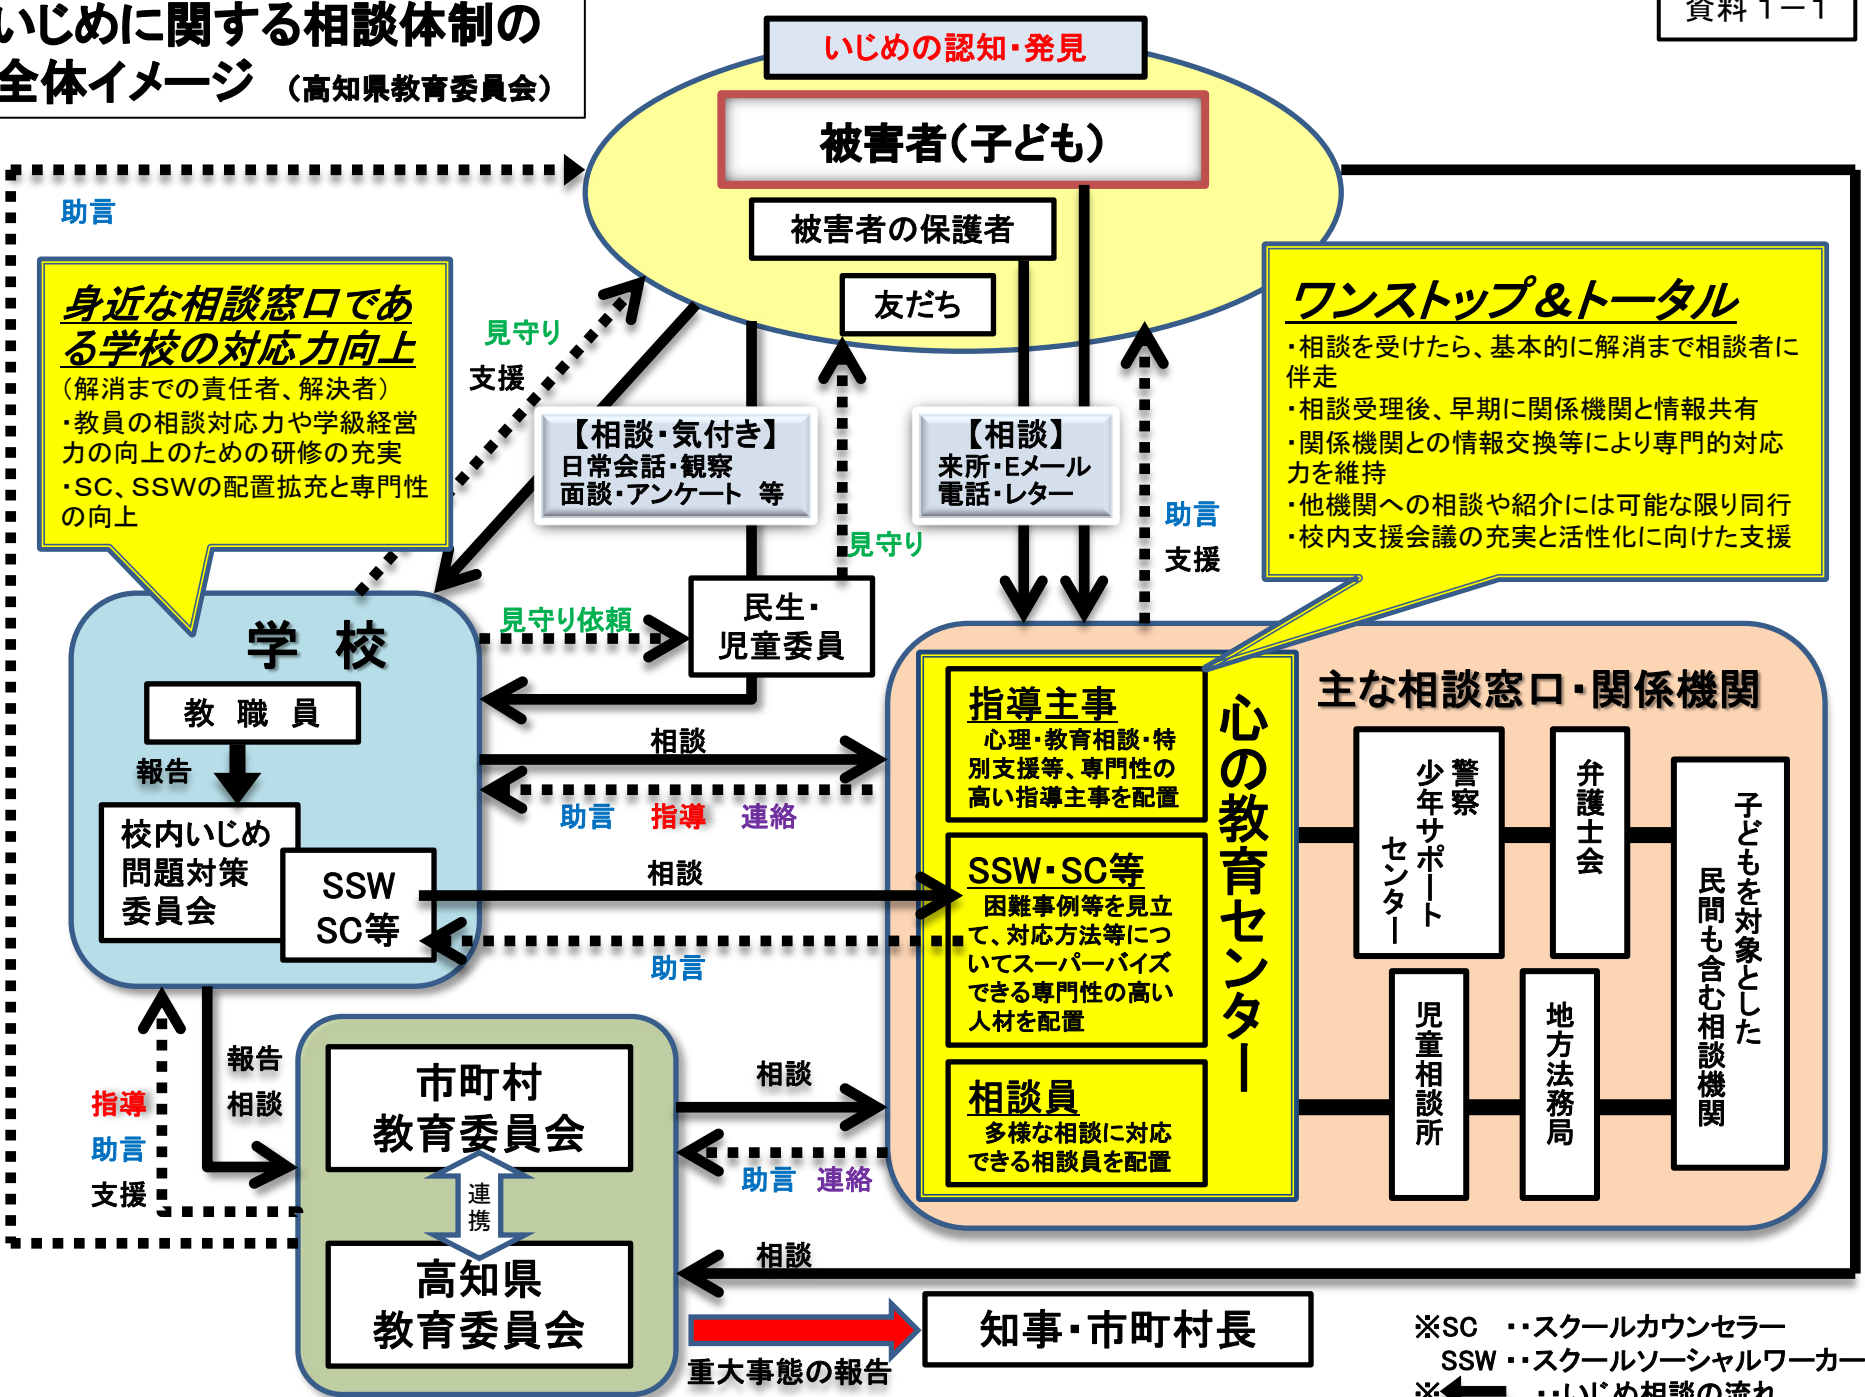 いじめに関する相談体制の
全体イメージ （高知県教育委員会）
資料１－１
いじめの認知・発見
被害者（子ども）
被害者の保護者
友だち
助言
身近な相談窓口であ
る学校の対応力向上
（解消までの責任者、解決者）
・教員の相談対応力や学級経営
力の向上のための研修の充実
・SC、SSWの配置拡充と専門性
の向上
見守り
支援
【相談・気付き】
日常会話・観察
面談・アンケート 等
【相談】
来所・Eメール
電話・レター
見守り
助言
支援
ワンストップ＆トータル
・相談を受けたら、基本的に解消まで相談者に
伴走
・相談受理後、早期に関係機関と情報共有
・関係機関との情報交換等により専門的対応
力を維持
・他機関への相談や紹介には可能な限り同行
・校内支援会議の充実と活性化に向けた支援
学 校
教 職 員
報告
校内いじめ
問題対策
委員会
SSW
SC等
見守り依頼
民生・
児童委員
相談
助言 指導 連絡
相談
助言
指導主事
心理・教育相談・特
別支援等、専門性の
高い指導主事を配置
SSW・SC等
困難事例等を見立
て、対応方法等につ
いてスーパーバイズ
できる専門性の高い
人材を配置
相談員
多様な相談に対応
できる相談員を配置
心の教育センター
主な相談窓口・関係機関
警察
少年サポート
センター
弁護士会
子どもを対象とした
民間も含む相談機関
児童相談所
地方法務局
報告
相談
指導
助言
支援
市町村
教育委員会
連携
高知県
教育委員会
相談
助言 連絡
相談
重大事態の報告
知事・市町村長
※SC ・・スクールカウンセラー
SSW ・・スクールソーシャルワーカー
※ ・・いじめ相談の流れ